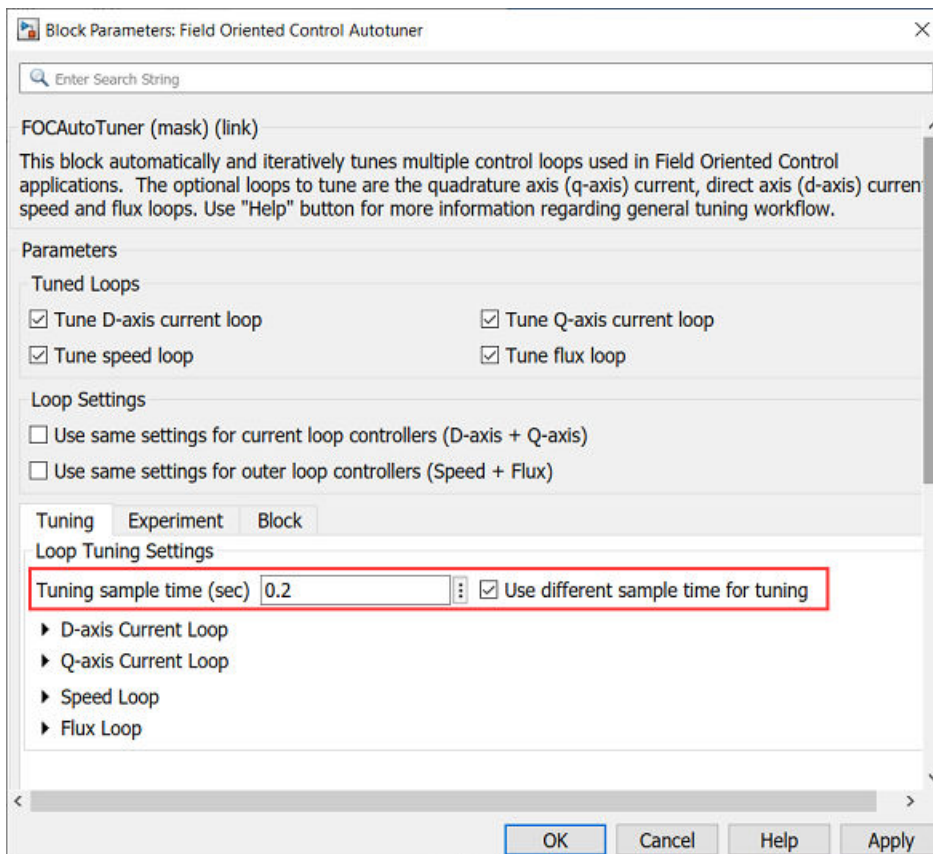 Block Parameters: Field Oriented Control Autotuner
Enter Search String
FOCAutoTuner (mask) (link)
This block automatically and iteratively tunes multiple control loops used in Field Oriented Control
applications. The optional loops to tune are the quadrature axis (q-axis) current, direct axis (d-axis) curren
speed and flux loops. Use "Help" button for more information regarding general tuning workflow.
Parameters
Tuned Loops
Tune D-axis current loop Tune Q-axis current loop
Tune speed loop Tune flux loop
Loop Settings
Use same settings for current loop controllers (D-axis + Q-axis)
Use same settings for outer loop controllers (Speed + Flux)
Tuning Experiment Block
Loop Tuning Settings
Tuning sample time (sec) 0.2 Use different sample time for tuning
D-axis Current Loop
Q-axis Current Loop
Speed Loop
Flux Loop
OK Cancel Help Apply